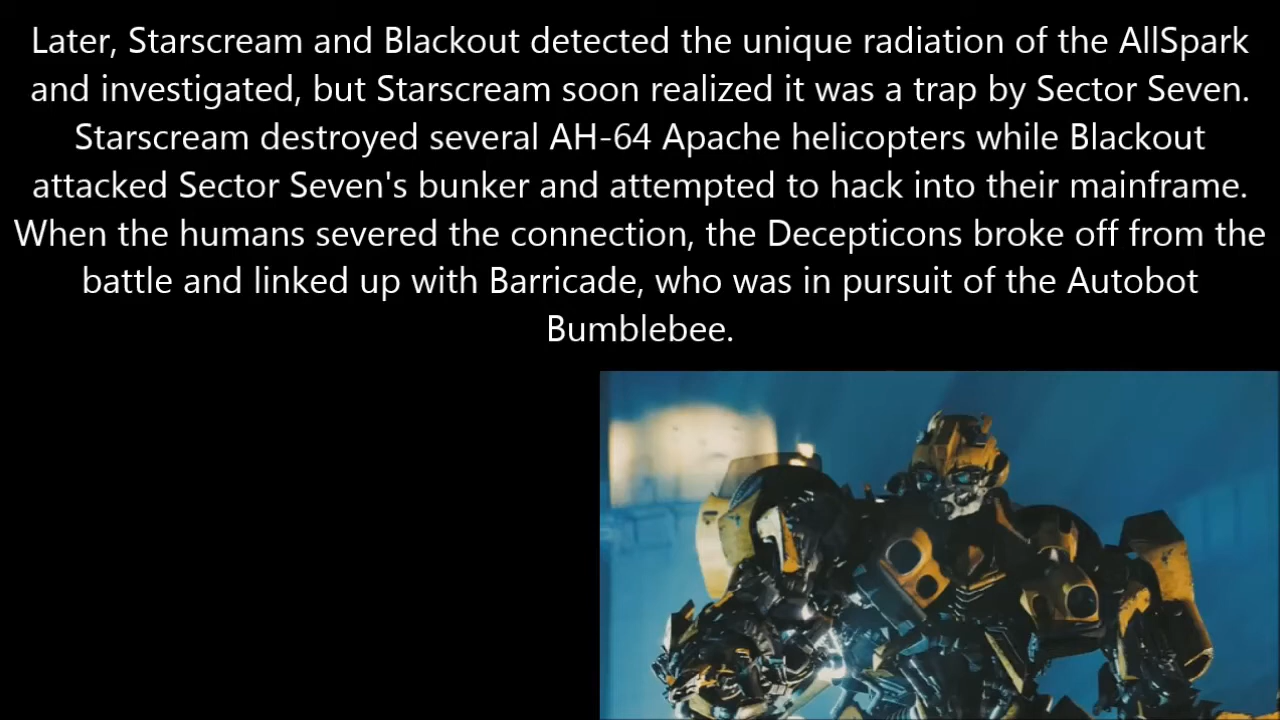 Later, Starscream and Blackout detected the unique radiation of the AllSpark
and investigated, but Starscream soon realized it was a trap by Sector Seven.
Starscream destroyed several AH-64 Apache helicopters while Blackout
attacked Sector Seven's bunker and attempted to hack into their mainframe.
When the humans severed the connection, the Decepticons broke off from the
battle and linked up with Barricade, who was in pursuit of the Autobot
Bumblebee.